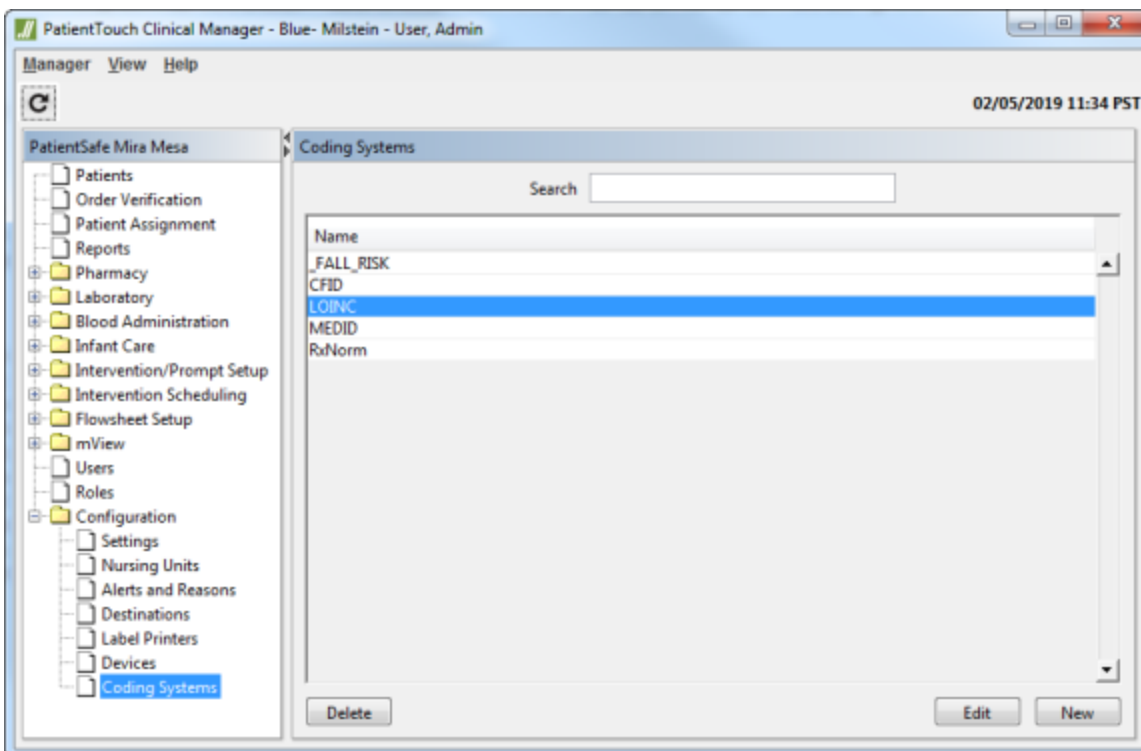 PatientTouch Clinical Manager - Blue- Milstein - User, Admin
Manager View Help
02/05/2019 11:34 PST
PatientSafe Mira Mesa
Patients
Order Verification
Patient Assignment
Reports
Pharmacy
Laboratory
Blood Administration
Infant Care
Intervention/Prompt Setup
Intervention Scheduling
Flowsheet Setup
mView
Users
Roles
Configuration
Settings
Nursing Units
Alerts and Reasons
Destinations
Label Printers
Devices
Coding Systems
Coding Systems
Search
Name
_FALL_RISK
CFID
LOINC
MEDID
RxNorm
Delete Edit New